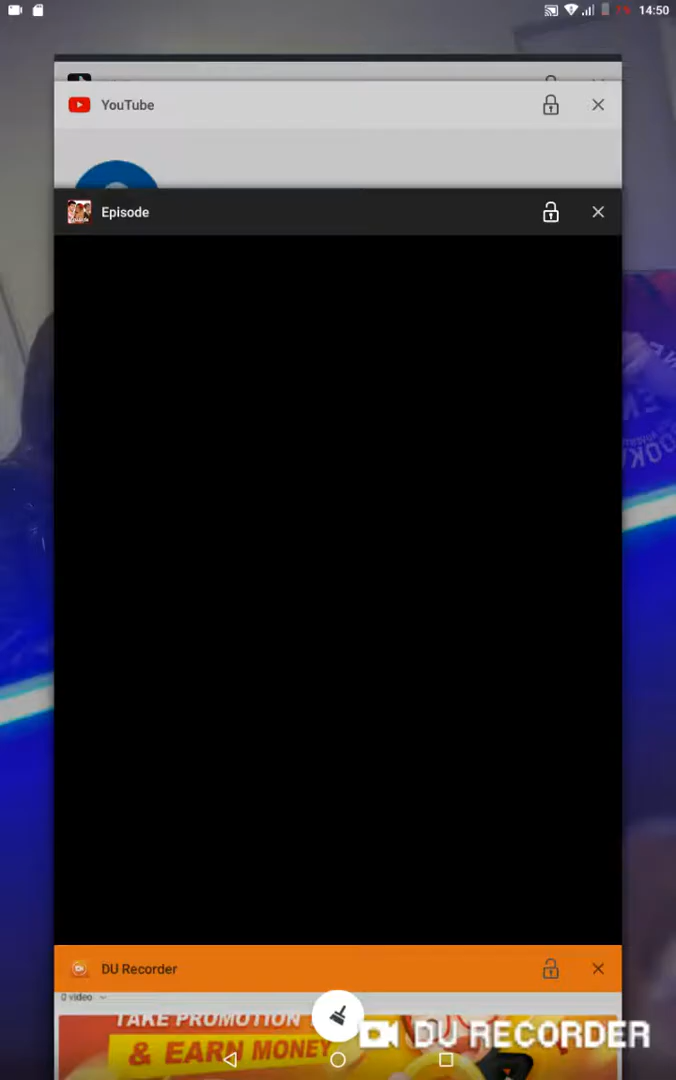 14:50
YouTube
Episode
DU Recorder
0 video
TAKE PROMOTION
& EARN MONEY
DU RECORDER